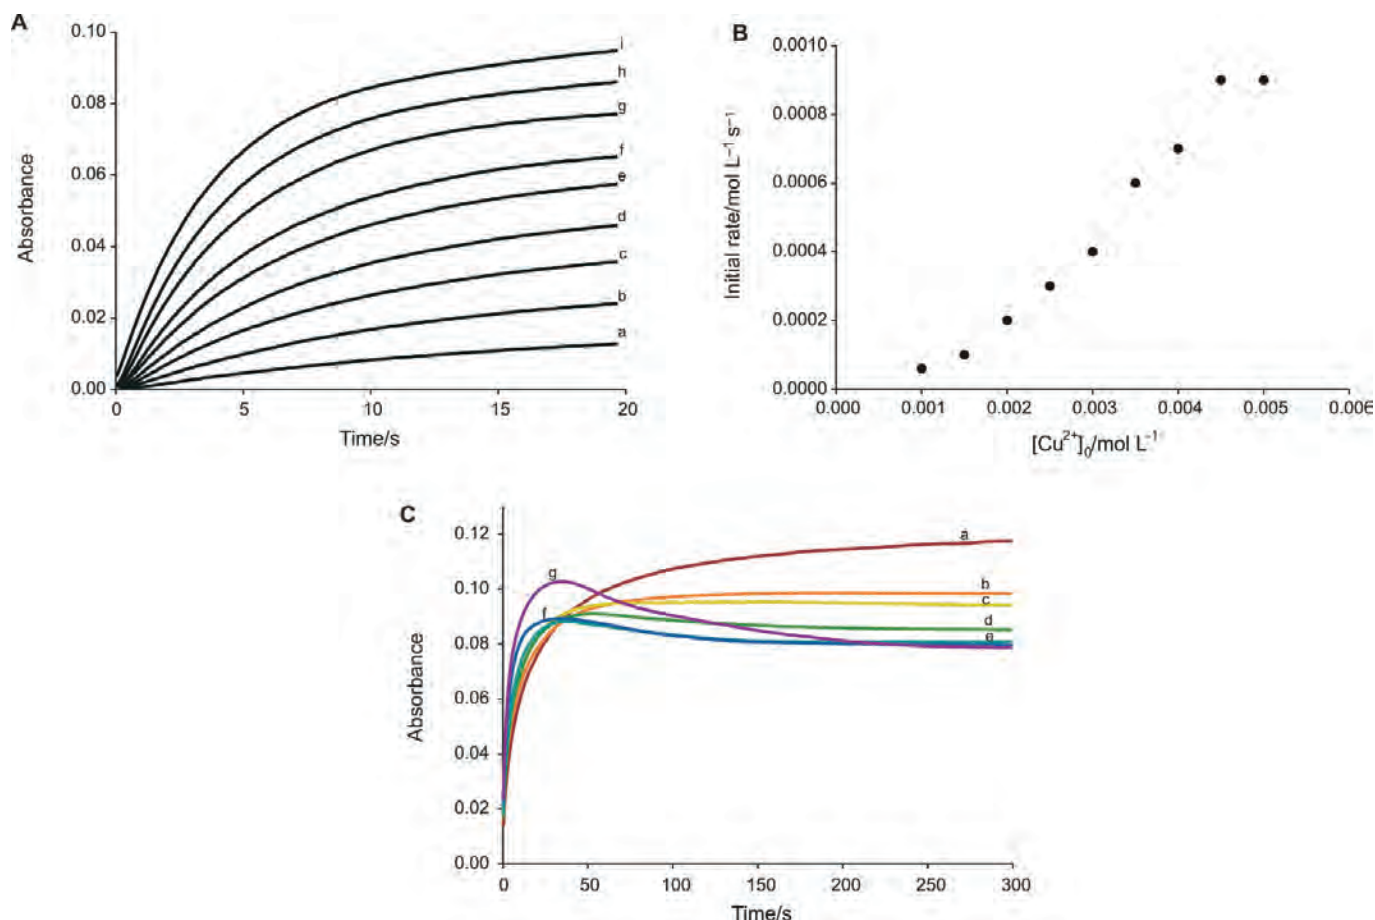 A
0.10
0.08
0.06
0.04
0.02
0.00
Absorbance
i
h
g
f
e
d
c
b
a
0
5
10
15
20
Time/s
B
0.0010
0.0008
0.0006
0.0004
0.0002
0.0000
Initial rate/mol L⁻¹ s⁻¹
0.000
0.001
0.002
0.003
0.004
0.005
0.006
[Cu²⁺]₀/mol L⁻¹
C
0.12
0.10
0.08
0.06
0.04
0.02
0.00
Absorbance
a
b
c
d
e
f
g
0
50
100
150
200
250
300
Time/s